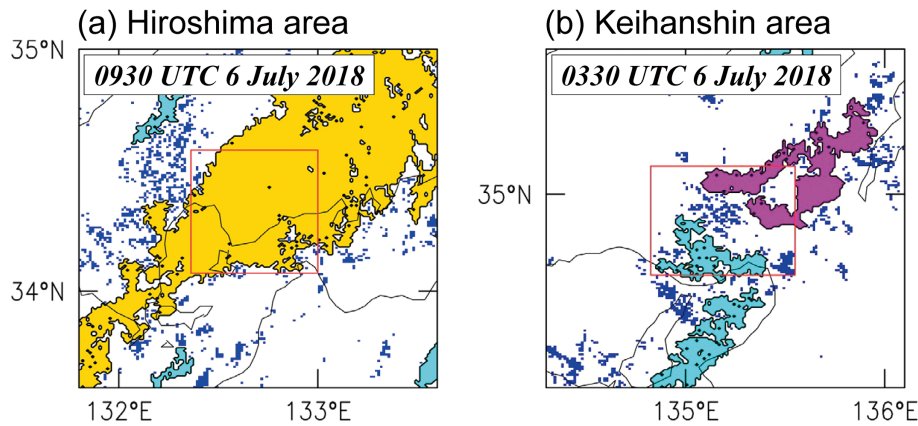 (a) Hiroshima area
(b) Keihanshin area
35°N
0930 UTC 6 July 2018
34°N
132°E
133°E
0330 UTC 6 July 2018
35°N
135°E
136°E